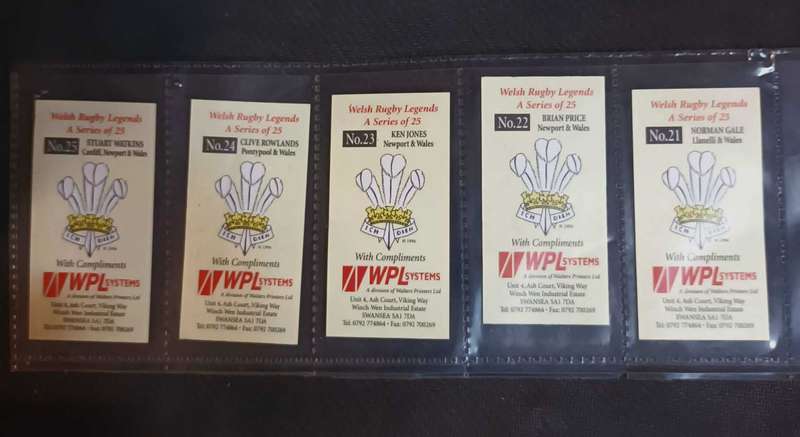 Welsh Rugby Legends
A Series of 25
No.25
STUART WATKINS
Cardiff, Newport & Wales
ICH DIEN
© 1996
With Compliments
WPL SYSTEMS
A division of Walters Printers Ltd
Unit 4, Ash Court, Viking Way
Winch Wen Industrial Estate
SWANSEA SA1 7DA
Tel: 0792 774864 • Fax: 0792 700269
Welsh Rugby Legends
A Series of 25
No.24
CLIVE ROWLANDS
Pontypool & Wales
ICH DIEN
© 1996
With Compliments
WPL SYSTEMS
A division of Walters Printers Ltd
Unit 4, Ash Court, Viking Way
Winch Wen Industrial Estate
SWANSEA SA1 7DA
Tel: 0792 774864 • Fax: 0792 700269
Welsh Rugby Legends
A Series of 25
No.23
KEN JONES
Newport & Wales
ICH DIEN
© 1996
With Compliments
WPL SYSTEMS
A division of Walters Printers Ltd
Unit 4, Ash Court, Viking Way
Winch Wen Industrial Estate
SWANSEA SA1 7DA
Tel: 0792 774864 • Fax: 0792 700269
Welsh Rugby Legends
A Series of 25
No.22
BRIAN PRICE
Newport & Wales
ICH DIEN
© 1996
With Compliments
WPL SYSTEMS
A division of Walters Printers Ltd
Unit 4, Ash Court, Viking Way
Winch Wen Industrial Estate
SWANSEA SA1 7DA
Tel: 0792 774864 • Fax: 0792 700269
Welsh Rugby Legends
A Series of 25
No.21
NORMAN GALE
Llanelli & Wales
ICH DIEN
© 1996
With Compliments
WPL SYSTEMS
A division of Walters Printers Ltd
Unit 4, Ash Court, Viking Way
Winch Wen Industrial Estate
SWANSEA SA1 7DA
Tel: 0792 774864 • Fax: 0792 700269